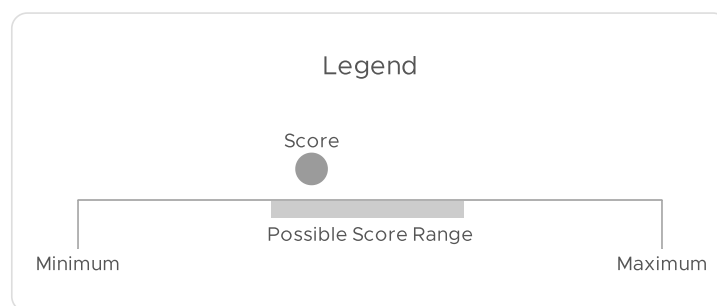 Legend
Score
Possible Score Range
Minimum
Maximum